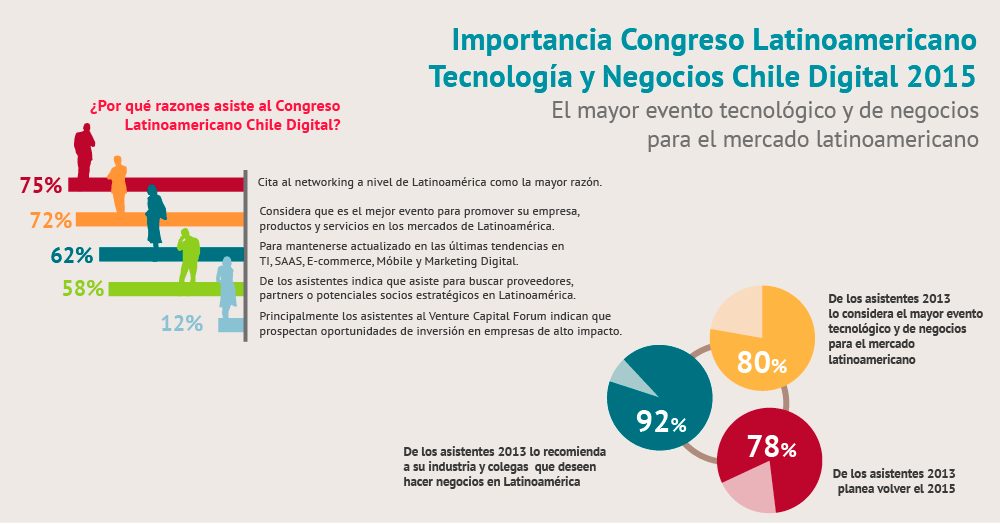 Importancia Congreso Latinoamericano
Tecnología y Negocios Chile Digital 2015
El mayor evento tecnológico y de negocios
para el mercado latinoamericano
¿Por qué razones asiste al Congreso
Latinoamericano Chile Digital?
75%
Cita al networking a nivel de Latinoamérica como la mayor razón.
72%
Considera que es el mejor evento para promover su empresa,
productos y servicios en los mercados de Latinoamérica.
62%
Para mantenerse actualizado en las últimas tendencias en
TI, SAAS, E-commerce, Móbile y Marketing Digital.
58%
De los asistentes indica que asiste para buscar proveedores,
partners o potenciales socios estratégicos en Latinoamérica.
12%
Principalmente los asistentes al Venture Capital Forum indican que
prospectan oportunidades de inversión en empresas de alto impacto.
80%
De los asistentes 2013
lo considera el mayor evento
tecnológico y de negocios
para el mercado
latinoamericano
92%
De los asistentes 2013 lo recomienda
a su industria y colegas que deseen
hacer negocios en Latinoamérica
78%
De los asistentes 2013
planea volver el 2015